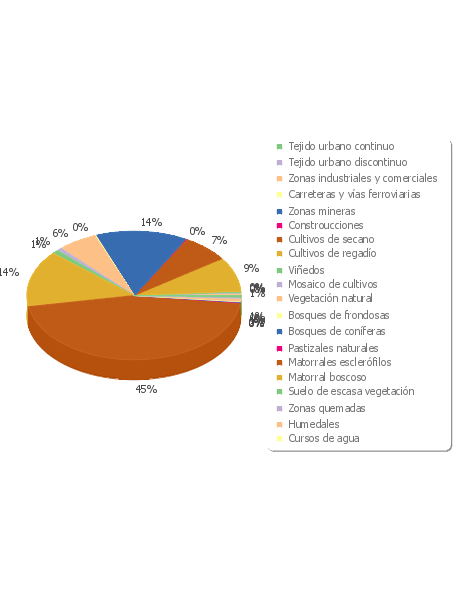 Tejido urbano continuo
Tejido urbano discontinuo
Zonas industriales y comerciales
Carreteras y vías ferroviarias
Zonas mineras
Construcciones
Cultivos de secano
Cultivos de regadío
Viñedos
Mosaico de cultivos
Vegetación natural
Bosques de frondosas
Bosques de coníferas
Pastizales naturales
Matorrales esclerófilos
Matorral boscoso
Suelo de escasa vegetación
Zonas quemadas
Humedales
Cursos de agua
14%
0%
7%
9%
1%
45%
14%
1%
6%
0%